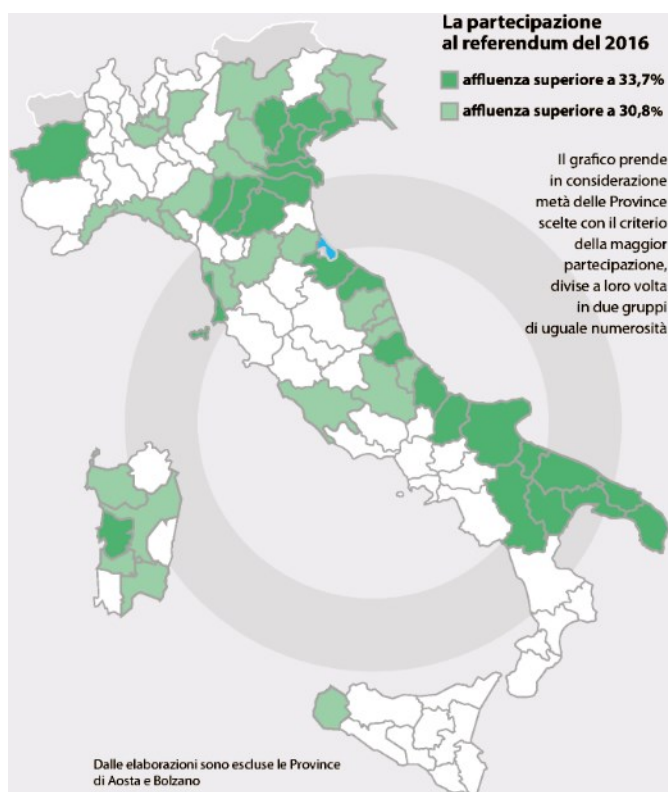 La partecipazione
al referendum del 2016
affluenza superiore a 33,7%
affluenza superiore a 30,8%
Il grafico prende
in considerazione
metà delle Province
scelte con il criterio
della maggior
partecipazione,
divise a loro volta
in due gruppi
di uguale numerosità
Dalle elaborazioni sono escluse le Province
di Aosta e Bolzano